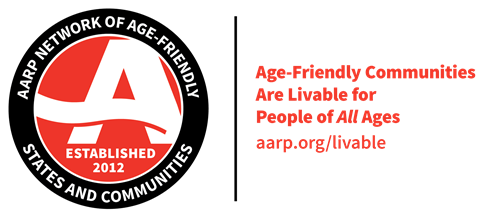 AARP NETWORK OF AGE-FRIENDLY
STATES AND COMMUNITIES
A
ESTABLISHED
2012
Age-Friendly Communities
Are Livable for
People of All Ages
aarp.org/livable